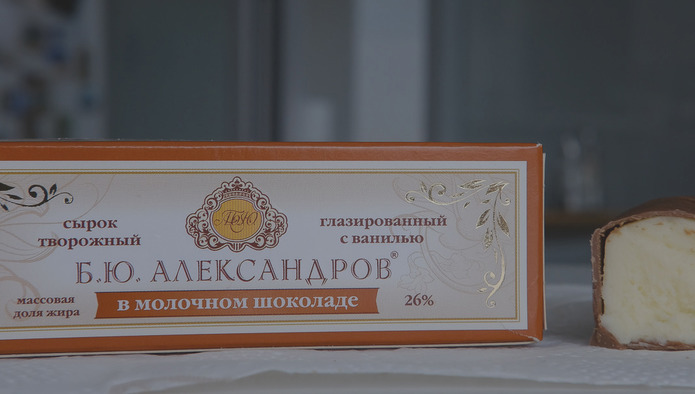 сырок
творожный
глазированный
с ванилью
Б.Ю. АЛЕКСАНДРОВ®
массовая
доля жира
в молочном шоколаде
26%